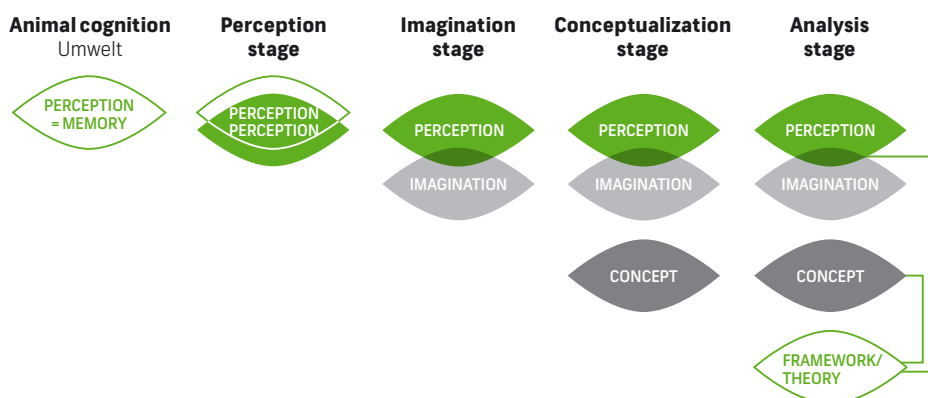 Animal cognition
Umwelt
Perception
stage
Imagination
stage
Conceptualization
stage
Analysis
stage
PERCEPTION
= MEMORY
PERCEPTION
PERCEPTION
PERCEPTION
IMAGINATION
PERCEPTION
IMAGINATION
CONCEPT
PERCEPTION
IMAGINATION
CONCEPT
FRAMEWORK/
THEORY